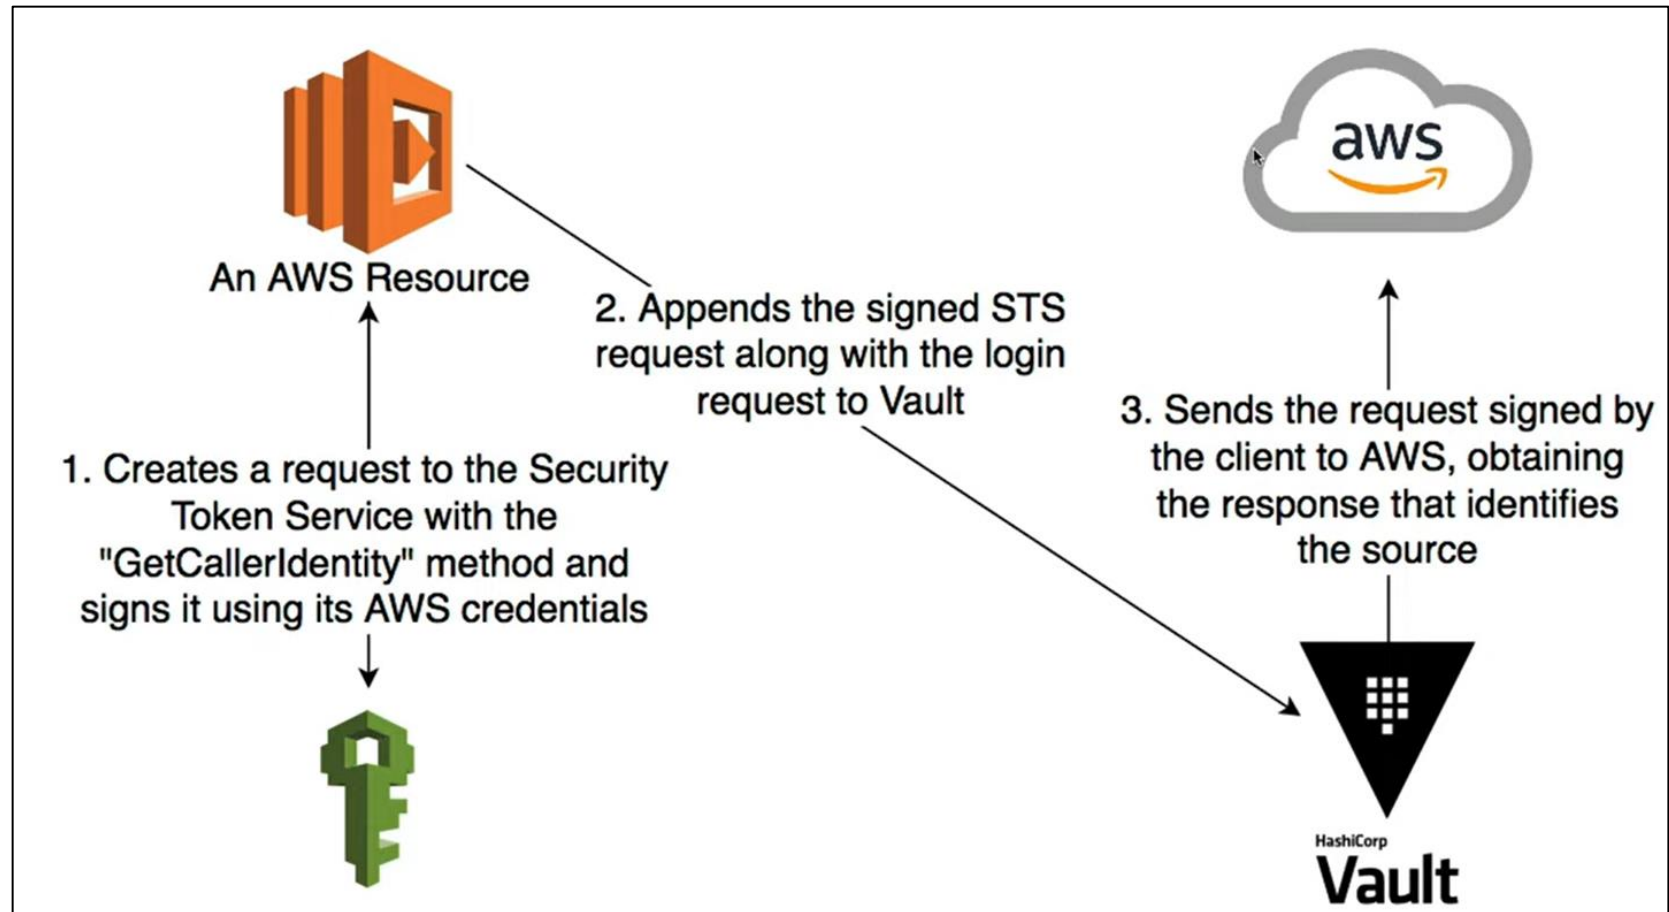 aws
An AWS Resource
2. Appends the signed STS
request along with the login
request to Vault
3. Sends the request signed by
the client to AWS, obtaining
the response that identifies
the source
1. Creates a request to the Security
Token Service with the
"GetCallerIdentity" method and
signs it using its AWS credentials
HashiCorp
Vault